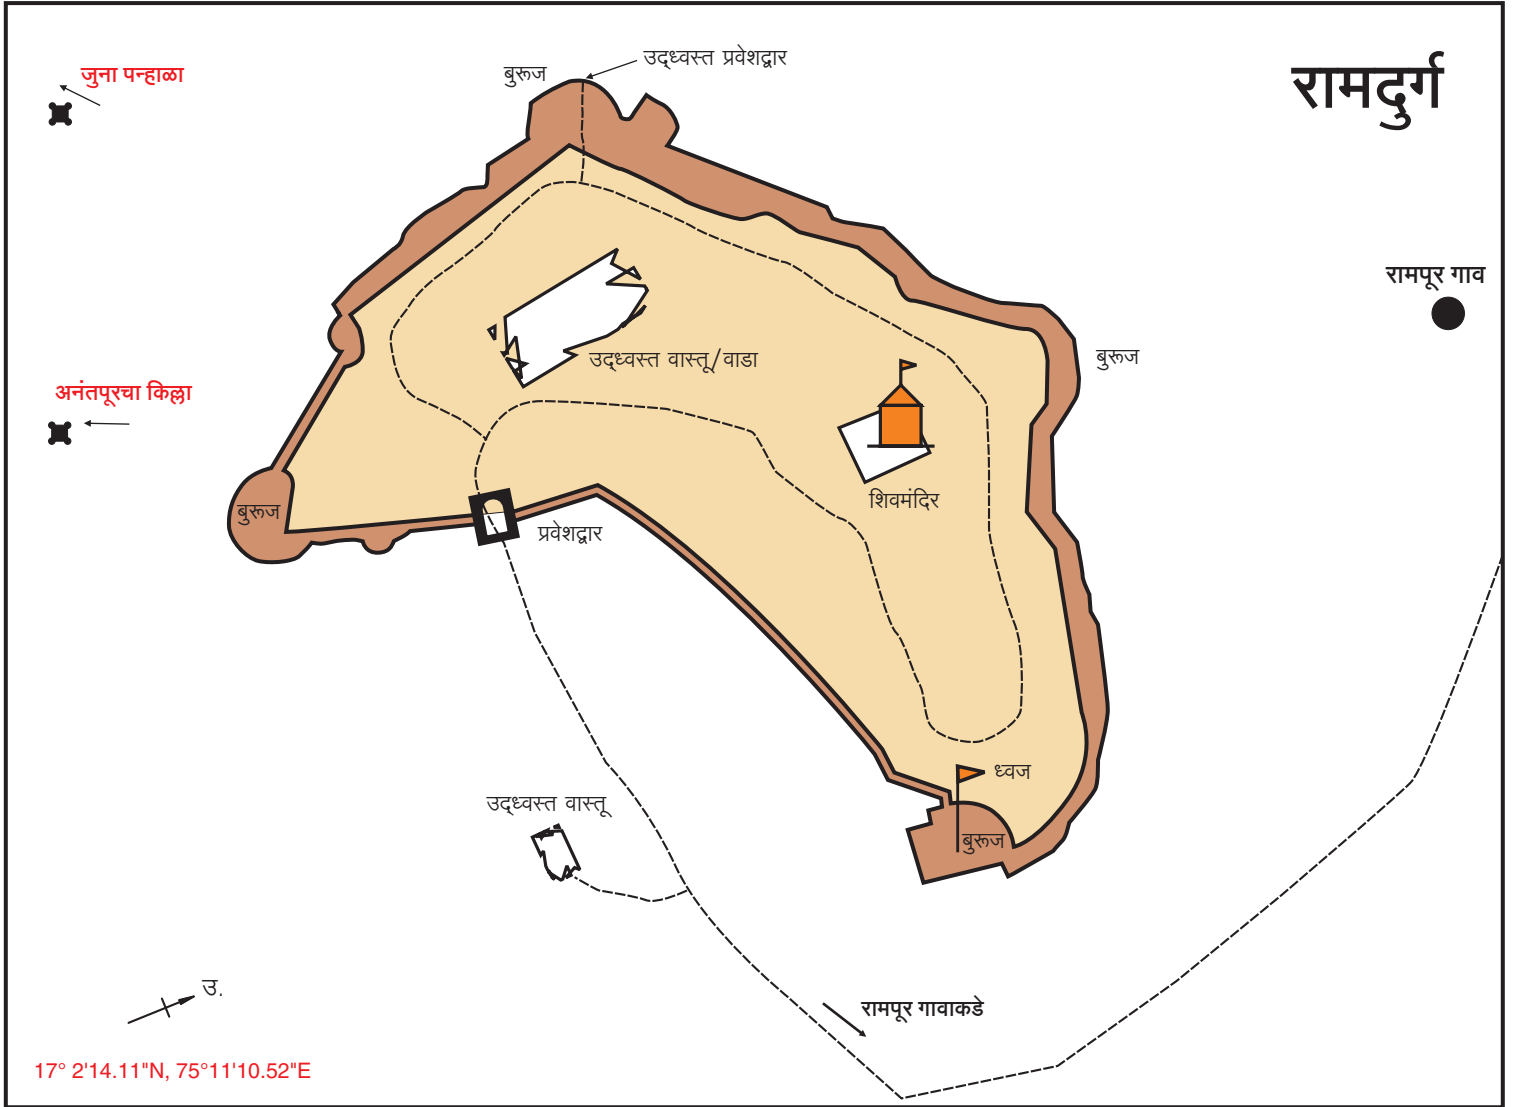 रामदुर्ग
जुना पन्हाळा
बुरूज
उद्ध्वस्त प्रवेशद्वार
रामपूर गाव
बुरूज
उद्ध्वस्त वास्तू/वाडा
अनंतपूरचा किल्ला
शिवमंदिर
बुरूज
प्रवेशद्वार
ध्वज
उद्ध्वस्त वास्तू
बुरूज
उ.
रामपूर गावाकडे
17° 2'14.11"N, 75°11'10.52"E